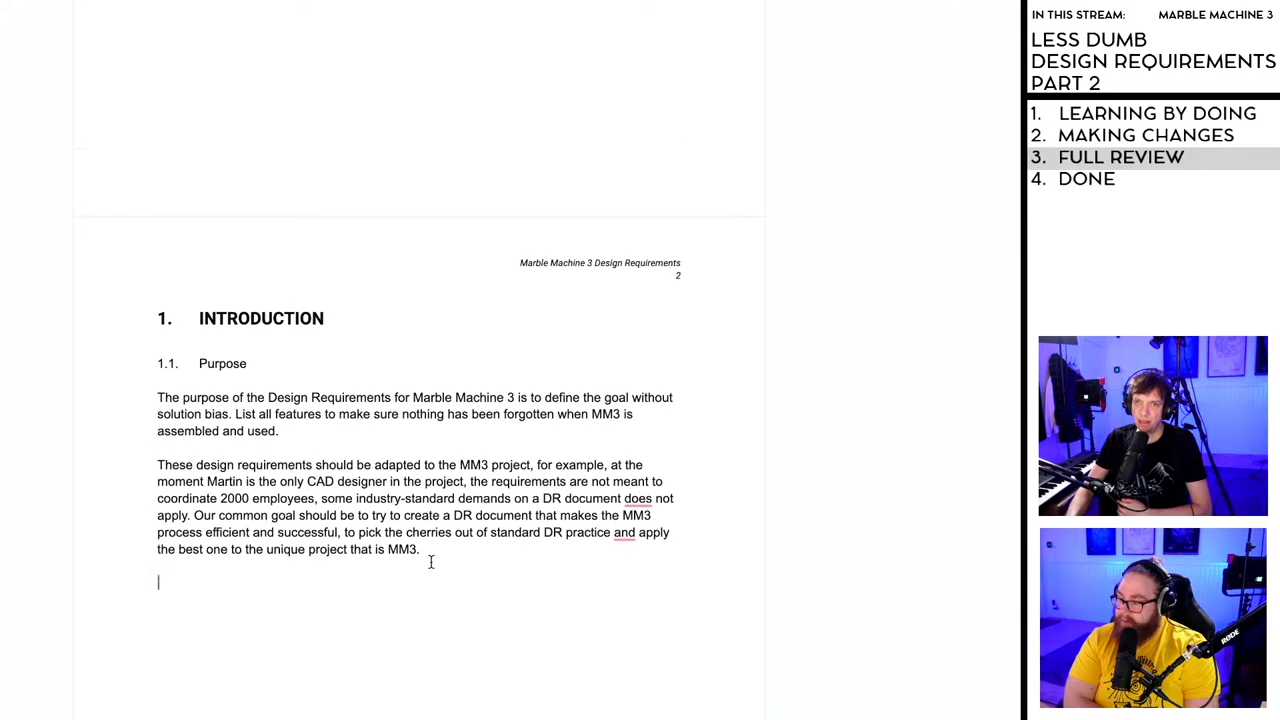 Marble Machine 3 Design Requirements
2
1. INTRODUCTION
1.1. Purpose
The purpose of the Design Requirements for Marble Machine 3 is to define the goal without
solution bias. List all features to make sure nothing has been forgotten when MM3 is
assembled and used.
These design requirements should be adapted to the MM3 project, for example, at the
moment Martin is the only CAD designer in the project, the requirements are not meant to
coordinate 2000 employees, some industry-standard demands on a DR document does not
apply. Our common goal should be to try to create a DR document that makes the MM3
process efficient and successful, to pick the cherries out of standard DR practice and apply
the best one to the unique project that is MM3.
IN THIS STREAM: MARBLE MACHINE 3
LESS DUMB
DESIGN REQUIREMENTS
PART 2
1. LEARNING BY DOING
2. MAKING CHANGES
3. FULL REVIEW
4. DONE
RØDE